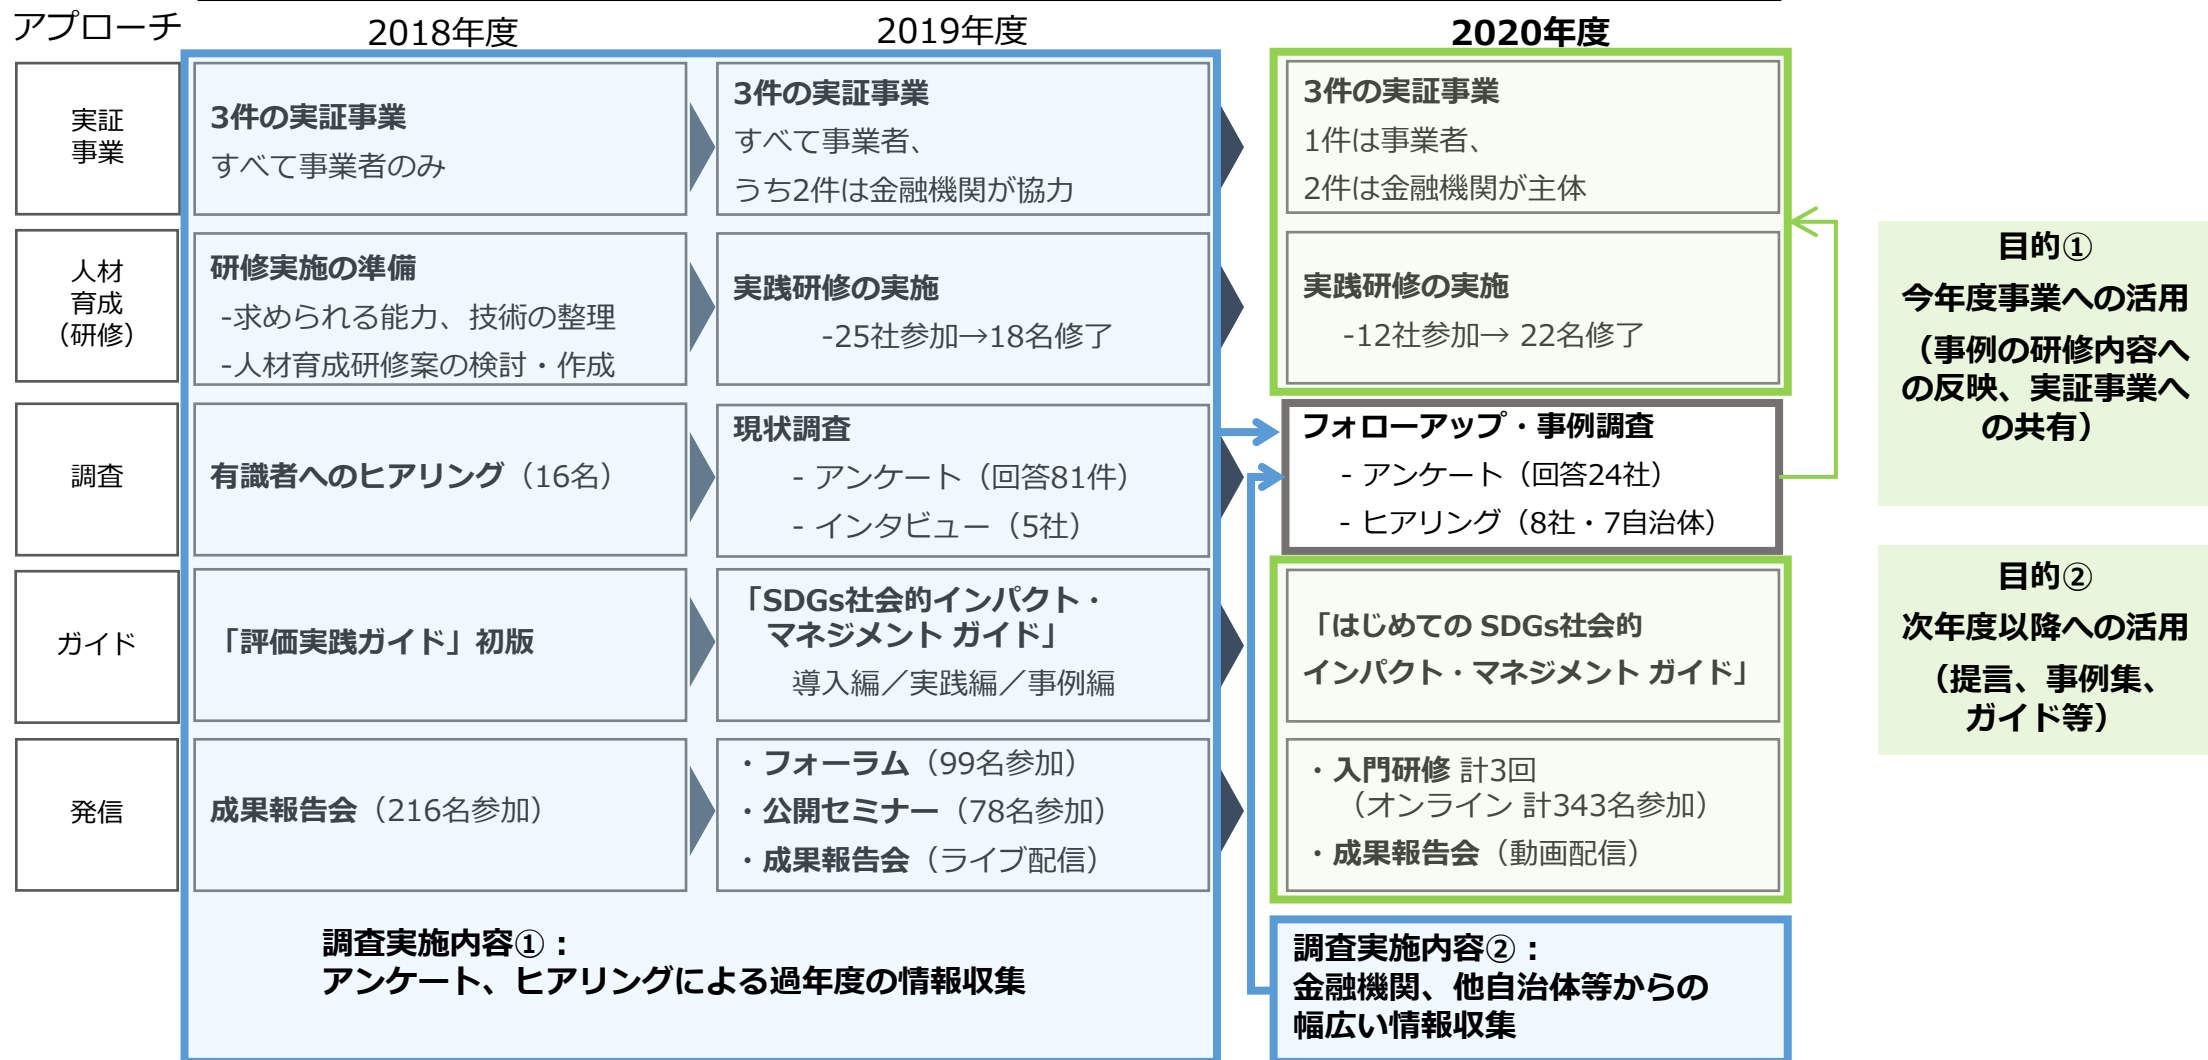 アプローチ
2018年度
2019年度
2020年度
実証
事業
3件の実証事業
すべて事業者のみ
3件の実証事業
すべて事業者、
うち2件は金融機関が協力
3件の実証事業
1件は事業者、
2件は金融機関が主体
人材
育成
（研修）
研修実施の準備
-求められる能力、技術の整理
-人材育成研修案の検討・作成
実践研修の実施
-25社参加→18名修了
実践研修の実施
-12社参加→ 22名修了
調査
有識者へのヒアリング（16名）
現状調査
- アンケート（回答81件）
- インタビュー（5社）
フォローアップ・事例調査
- アンケート（回答24社）
- ヒアリング（8社・7自治体）
ガイド
「評価実践ガイド」初版
「SDGs社会的インパクト・
マネジメント ガイド」
導入編／実践編／事例編
「はじめての SDGs社会的
インパクト・マネジメント ガイド」
発信
成果報告会（216名参加）
・フォーラム（99名参加）
・公開セミナー（78名参加）
・成果報告会（ライブ配信）
・入門研修 計3回
（オンライン 計343名参加）
・成果報告会（動画配信）
調査実施内容①：
アンケート、ヒアリングによる過年度の情報収集
調査実施内容②：
金融機関、他自治体等からの
幅広い情報収集
目的①
今年度事業への活用
（事例の研修内容へ
の反映、実証事業へ
の共有）
目的②
次年度以降への活用
（提言、事例集、
ガイド等）